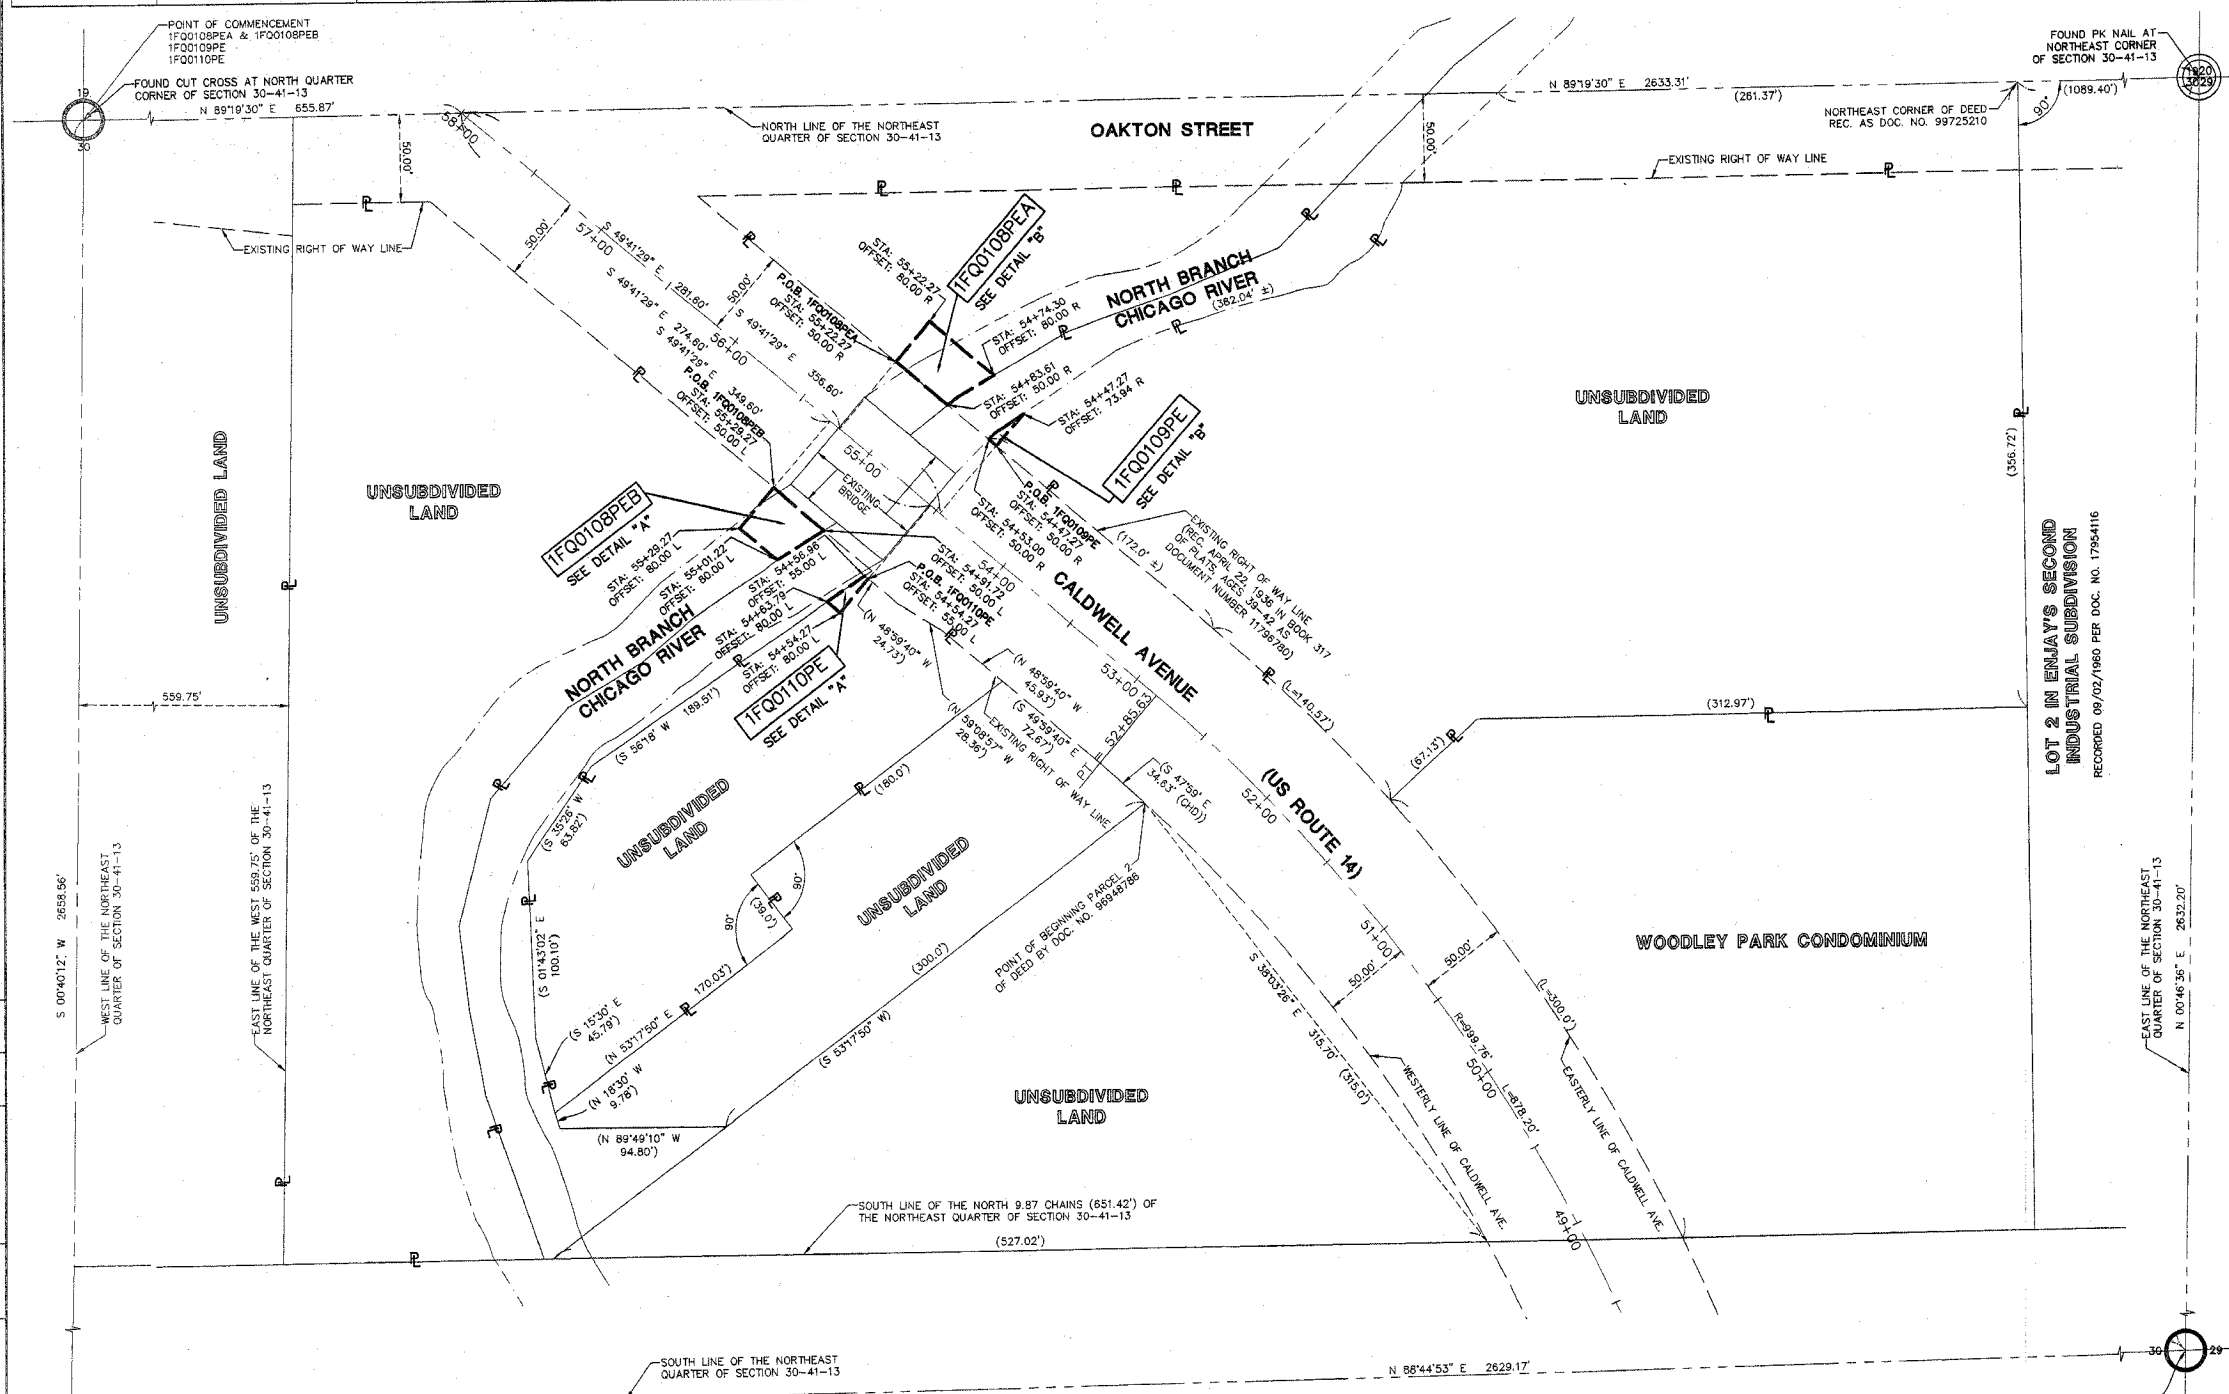 POINT OF COMMENCEMENT
1FQ0108PEA & 1FQ0108PEB
1FQ0109PE
1FQ0110PE
FOUND CUT CROSS AT NORTH QUARTER
CORNER OF SECTION 30-41-13
19
30
N 89°19'30" E 655.87'
58+00
50.00'
NORTH LINE OF THE NORTHEAST
QUARTER OF SECTION 30-41-13
OAKTON STREET
50.00'
N 89°19'30" E 2633.31'
(261.37')
FOUND PK NAIL AT
NORTHEAST CORNER
OF SECTION 30-41-13
(1089.40')
NORTHEAST CORNER OF DEED
REC. AS DOC. NO. 99725210
90°
EXISTING RIGHT OF WAY LINE
EXISTING RIGHT OF WAY LINE
50.00'
57+00
S 49°41'29" E 281.60'
S 49°41'29" E 274.60'
50.00'
56+00
S 49°41'29" E 356.60'
S 49°41'29" E 349.60'
P.O.B. 1FQ0108PEA
STA: 55+22.27
OFFSET: 50.00 R
STA: 55+22.27
OFFSET: 80.00 R
1FQ0108PEA
SEE DETAIL "B"
STA: 54+74.30
OFFSET: 80.00 R
NORTH BRANCH
CHICAGO RIVER
(382.04' ±)
STA: 54+83.61
OFFSET: 50.00 R
STA: 54+47.27
OFFSET: 73.94 R
1FQ0109PE
SEE DETAIL "B"
P.O.B. 1FQ0109PE
STA: 54+47.27
OFFSET: 50.00 R
STA: 54+53.00
OFFSET: 50.00 R
(172.0' ±)
EXISTING RIGHT OF WAY LINE
(REC. APRIL 22, 1936 IN BOOK 317
OF PLATS, AGES 39-42 AS
DOCUMENT NUMBER 11796780)
P.O.B. 1FQ0108PEB
STA: 55+29.27
OFFSET: 50.00 L
55+00
EXISTING
BRIDGE
UNSUBDIVIDED LAND
UNSUBDIVIDED
LAND
UNSUBDIVIDED
LAND
1FQ0108PEB
SEE DETAIL "A"
STA: 55+29.27
OFFSET: 80.00 L
STA: 55+01.22
OFFSET: 80.00 L
STA: 54+56.96
OFFSET: 55.00 L
STA: 54+63.79
OFFSET: 80.00 L
STA: 54+54.27
OFFSET: 80.00 L
STA: 54+91.72
OFFSET: 50.00 L
P.O.B. 1FQ0110PE
STA: 54+54.27
OFFSET: 55.00 L
54+00
CALDWELL AVENUE
NORTH BRANCH
CHICAGO RIVER
1FQ0110PE
SEE DETAIL "A"
(S 56°18' W 189.51')
(N 48°59'40" W
24.73')
(N 48°59'40" W
45.93')
(S 49°59'40" E
72.67')
(N 59°08'57" W
28.36')
EXISTING RIGHT OF WAY LINE
53+00
P.T. = 52+85.63
(L=140.57')
(S 47°59' E
34.63' (CHD))
(US ROUTE 14)
52+00
(67.13')
(312.97')
(356.72')
LOT 2 IN ENJAY'S SECOND
INDUSTRIAL SUBDIVISION
RECORDED 09/02/1960 PER DOC. NO. 17954116
559.75'
(S 35°26' W
63.82')
UNSUBDIVIDED
LAND
(180.0')
90°
(39.0')
90°
UNSUBDIVIDED
LAND
(300.0')
POINT OF BEGINNING PARCEL 2
OF DEED BY DOC. NO. 96948786
(S 01°43'02" E
100.10')
(S 15°30' E
45.79')
(N 53°17'50" E 170.03')
(N 18°30' W
9.78')
(S 53°17'50" W)
(N 89°49'10" W
94.80')
UNSUBDIVIDED
LAND
51+00
50.00'
50.00'
S 38°03'26" E 315.70'
(315.0')
R=999.76'
50+00
L=878.20'
(L=300.0')
WESTERLY LINE OF CALDWELL AVE.
EASTERLY LINE OF CALDWELL AVE.
49+00
WOODLEY PARK CONDOMINIUM
S 00°40'12" W 2658.56'
WEST LINE OF THE NORTHEAST
QUARTER OF SECTION 30-41-13
EAST LINE OF THE WEST 559.75' OF THE
NORTHEAST QUARTER OF SECTION 30-41-13
EAST LINE OF THE NORTHEAST
QUARTER OF SECTION 30-41-13
N 00°46'36" E 2632.20'
SOUTH LINE OF THE NORTH 9.87 CHAINS (651.42') OF
THE NORTHEAST QUARTER OF SECTION 30-41-13
(527.02')
SOUTH LINE OF THE NORTHEAST
QUARTER OF SECTION 30-41-13
N 88°44'53" E 2629.17'
30
29